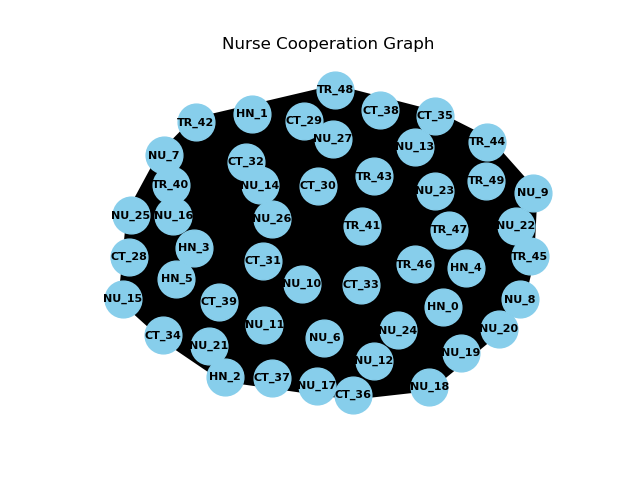 Nurse Cooperation Graph
TR_48
CT_38
HN_1
CT_35
CT_29
TR_42
NU_27
TR_44
NU_13
NU_7
CT_32
TR_43
TR_49
TR_40
NU_14
CT_30
NU_23
NU_9
NU_25
NU_16
NU_26
TR_41
NU_22
TR_47
HN_3
CT_28
TR_45
CT_31
TR_46
HN_4
HN_5
NU_10
CT_33
NU_15
CT_39
NU_8
HN_0
NU_11
NU_24
NU_20
CT_34
NU_6
NU_21
NU_19
NU_12
HN_2
CT_37
NU_17
NU_18
CT_36